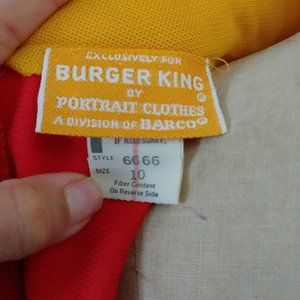 EXCLUSIVELY FOR
BURGER KING®
BY
PORTRAIT CLOTHES
A DIVISION OF BARCO®
IF NECESSARY.
STYLE 6666
SIZE 10
Fiber Content
On Reverse Side